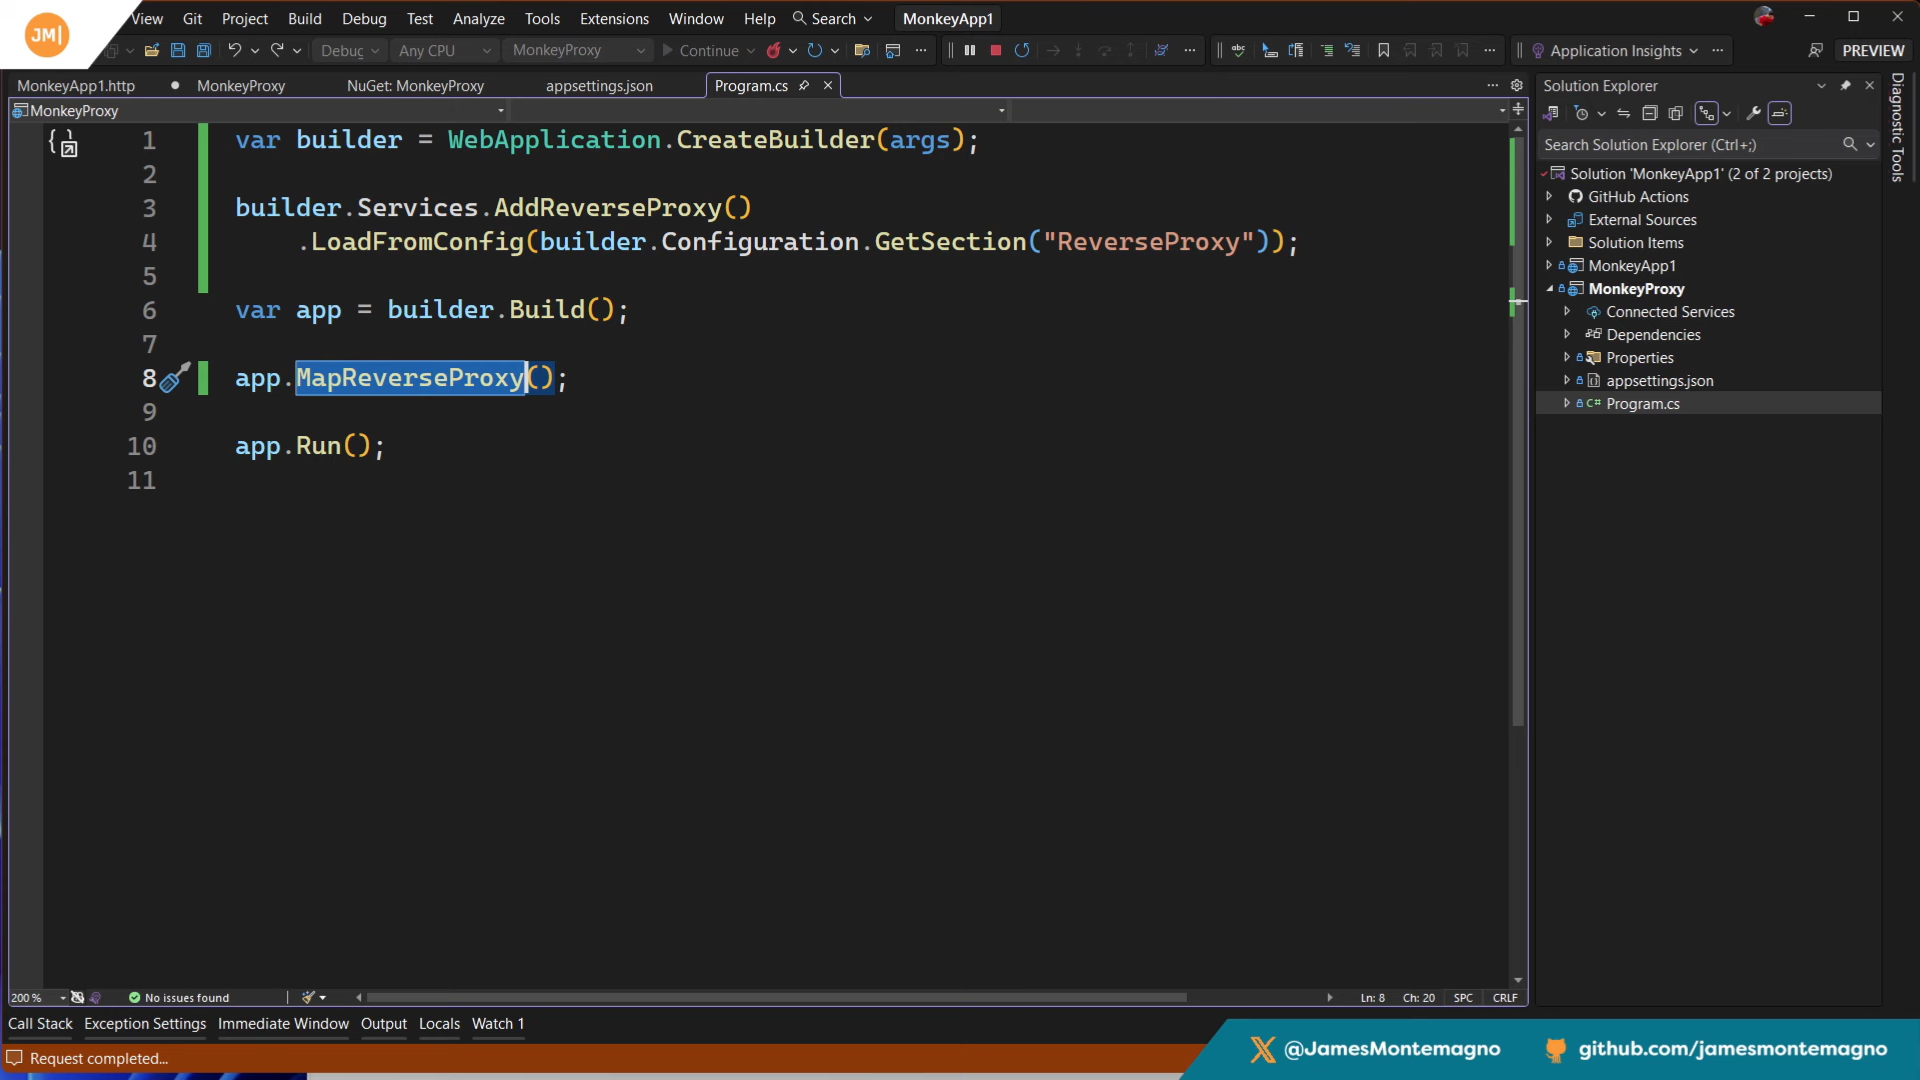 JM|
View Git Project Build Debug Test Analyze Tools Extensions Window Help Search MonkeyApp1
Debug Any CPU MonkeyProxy Continue Application Insights PREVIEW
MonkeyApp1.http MonkeyProxy NuGet: MonkeyProxy appsettings.json Program.cs
MonkeyProxy
1 var builder = WebApplication.CreateBuilder(args);
2
3 builder.Services.AddReverseProxy()
4 .LoadFromConfig(builder.Configuration.GetSection("ReverseProxy"));
5
6 var app = builder.Build();
7
8 app.MapReverseProxy();
9
10 app.Run();
11
200 % No issues found Ln: 8 Ch: 20 SPC CRLF
Call Stack Exception Settings Immediate Window Output Locals Watch 1
Request completed...
Solution Explorer
Search Solution Explorer (Ctrl+;)
Solution 'MonkeyApp1' (2 of 2 projects)
GitHub Actions
External Sources
Solution Items
MonkeyApp1
MonkeyProxy
Connected Services
Dependencies
Properties
appsettings.json
C# Program.cs
Diagnostic Tools
@JamesMontemagno github.com/jamesmontemagno